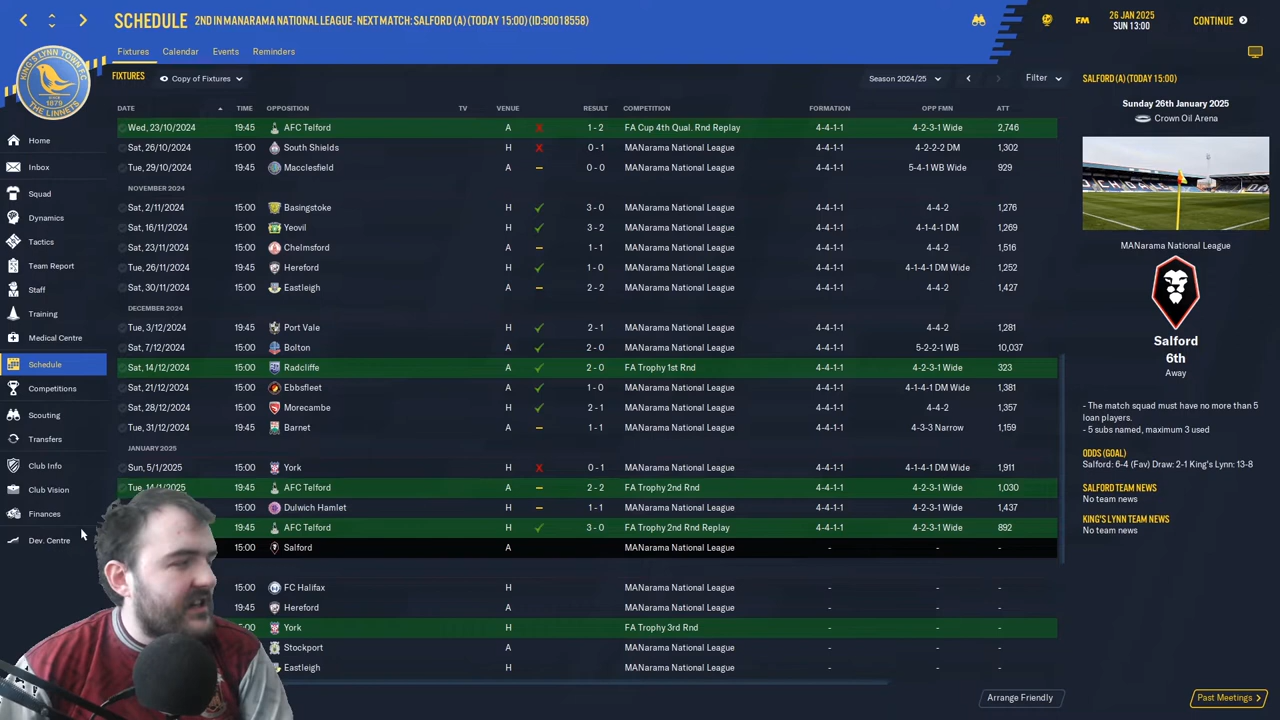 SCHEDULE 2ND IN MANARAMA NATIONAL LEAGUE - NEXT MATCH: SALFORD (A) (TODAY 15:00) (ID:90018558)
FM 26 JAN 2025 SUN 13:00 CONTINUE
Fixtures Calendar Events Reminders
KING'S LYNN TOWN F.C
1879
THE LINNETS
FIXTURES Copy of Fixtures Season 2024/25 Filter
DATE TIME OPPOSITION TV VENUE RESULT COMPETITION FORMATION OPP FMN ATT
Wed, 23/10/2024 19:45 AFC Telford A X 1-2 FA Cup 4th Qual. Rnd Replay 4-4-1-1 4-2-3-1 Wide 2,746
Sat, 26/10/2024 15:00 South Shields H X 0-1 MANarama National League 4-4-1-1 4-2-2-2 DM 1,302
Tue, 29/10/2024 19:45 Macclesfield A 0-0 MANarama National League 4-4-1-1 5-4-1 WB Wide 929
NOVEMBER 2024
Sat, 2/11/2024 15:00 Basingstoke H 3-0 MANarama National League 4-4-1-1 4-4-2 1,276
Sat, 16/11/2024 15:00 Yeovil H 3-2 MANarama National League 4-4-1-1 4-1-4-1 DM 1,269
Sat, 23/11/2024 15:00 Chelmsford A 1-1 MANarama National League 4-4-1-1 4-4-2 1,516
Tue, 26/11/2024 19:45 Hereford H 1-0 MANarama National League 4-4-1-1 4-1-4-1 DM Wide 1,252
Sat, 30/11/2024 15:00 Eastleigh A 2-2 MANarama National League 4-4-1-1 4-4-2 1,427
DECEMBER 2024
Tue, 3/12/2024 19:45 Port Vale H 2-1 MANarama National League 4-4-1-1 4-4-2 1,281
Sat, 7/12/2024 15:00 Bolton A 2-0 MANarama National League 4-4-1-1 5-2-2-1 WB 10,037
Sat, 14/12/2024 15:00 Radcliffe A 2-0 FA Trophy 1st Rnd 4-4-1-1 4-2-3-1 Wide 323
Sat, 21/12/2024 15:00 Ebbsfleet A 1-0 MANarama National League 4-4-1-1 4-1-4-1 DM Wide 1,381
Sat, 28/12/2024 15:00 Morecambe H 2-1 MANarama National League 4-4-1-1 4-4-2 1,357
Tue, 31/12/2024 19:45 Barnet A 1-1 MANarama National League 4-4-1-1 4-3-3 Narrow 1,159
JANUARY 2025
Sun, 5/1/2025 15:00 York H X 0-1 MANarama National League 4-4-1-1 4-1-4-1 DM Wide 1,911
Tue, 14/1/2025 19:45 AFC Telford A 2-2 FA Trophy 2nd Rnd 4-4-1-1 4-2-3-1 Wide 1,030
15:00 Dulwich Hamlet H 1-1 MANarama National League 4-4-1-1 4-2-3-1 Wide 1,437
19:45 AFC Telford H 3-0 FA Trophy 2nd Rnd Replay 4-4-1-1 4-2-3-1 Wide 892
15:00 Salford A MANarama National League - - -
15:00 FC Halifax H MANarama National League - - -
19:45 Hereford A MANarama National League - - -
York H FA Trophy 3rd Rnd - - -
Stockport A MANarama National League - - -
Eastleigh H MANarama National League - - -
Arrange Friendly
Home
Inbox
Squad
Dynamics
Tactics
Team Report
Staff
Training
Medical Centre
Schedule
Competitions
Scouting
Transfers
Club Info
Club Vision
Finances
Dev. Centre
SALFORD (A) (TODAY 15:00)
Sunday 26th January 2025
Crown Oil Arena
MANarama National League
Salford
6th
Away
- The match squad must have no more than 5
loan players.
- 5 subs named, maximum 3 used
ODDS (GOAL)
Salford: 6-4 (Fav) Draw: 2-1 King's Lynn: 13-8
SALFORD TEAM NEWS
No team news
KING'S LYNN TEAM NEWS
No team news
Past Meetings